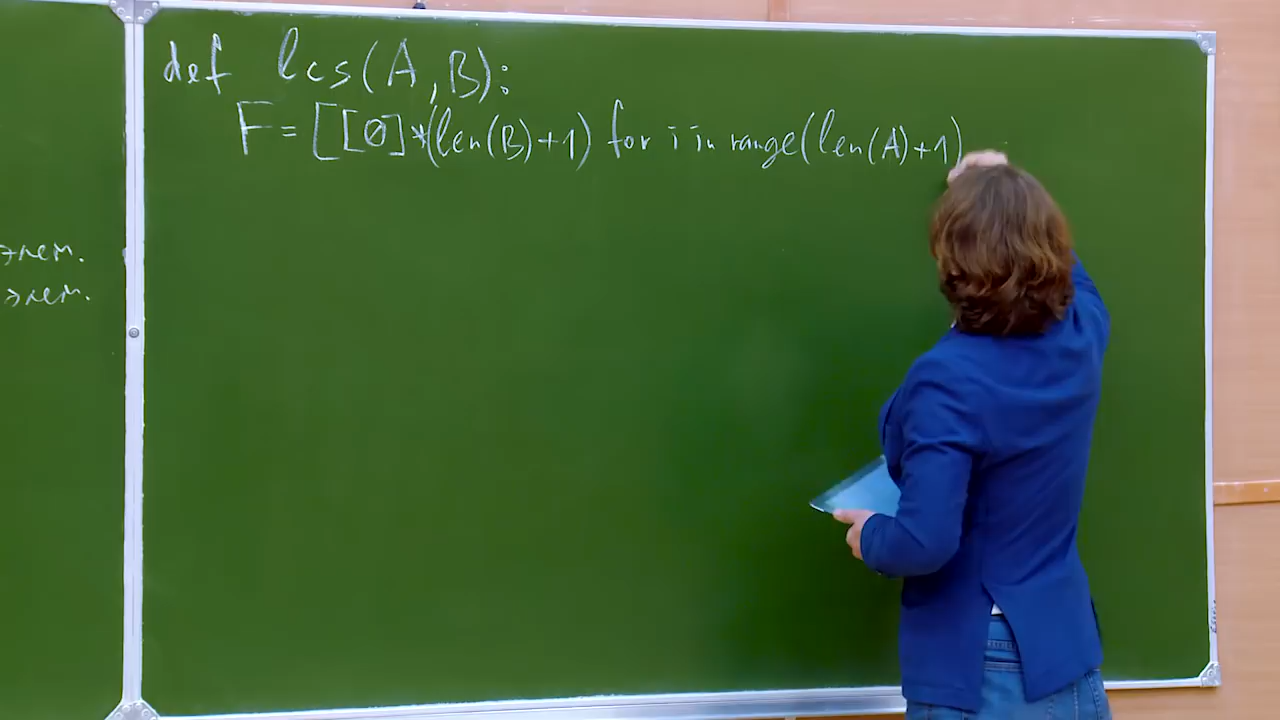 элем.
элем.
def lcs(A,B):
F=[[0]*(len(B)+1) for i in range(len(A)+1)